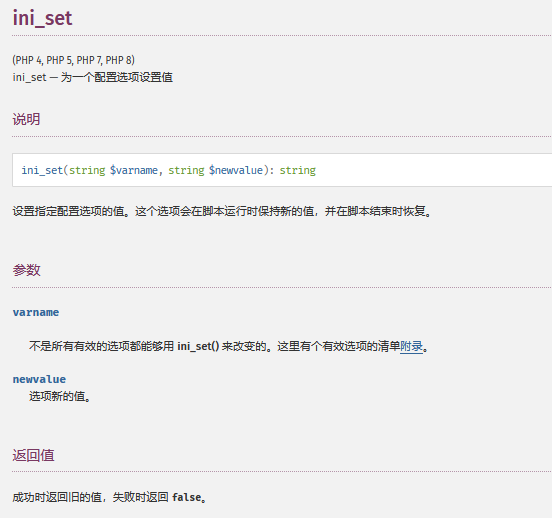 ini_set
(PHP 4, PHP 5, PHP 7, PHP 8)
ini_set — 为一个配置选项设置值
说明
ini_set(string $varname, string $newvalue): string
设置指定配置选项的值。这个选项会在脚本运行时保持新的值，并在脚本结束时恢复。
参数
varname
不是所有有效的选项都能够用 ini_set() 来改变的。这里有个有效选项的清单附录。
newvalue
选项新的值。
返回值
成功时返回旧的值，失败时返回 false。